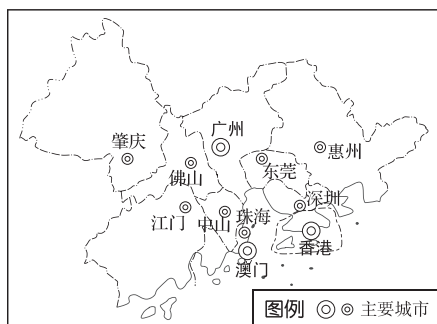 广州
肇庆
惠州
东莞
佛山
深圳
江门
中山
珠海
香港
澳门
图例 主要城市